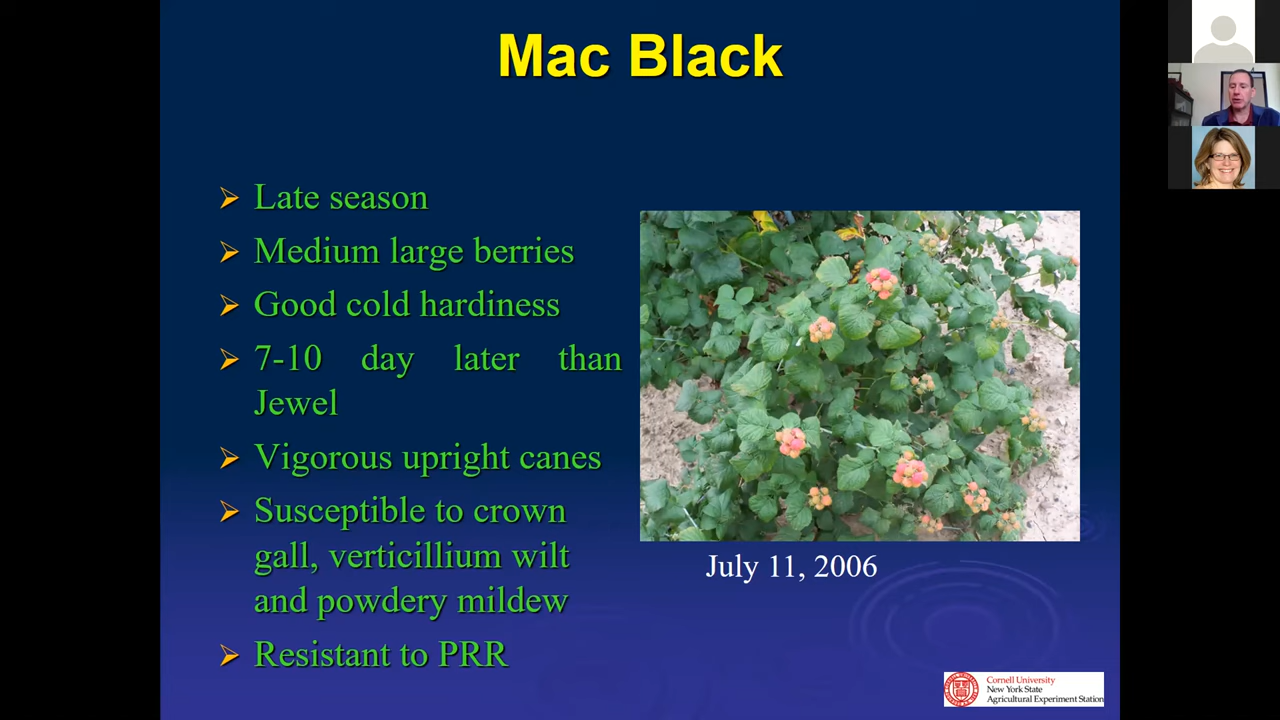 Mac Black
Late season
Medium large berries
Good cold hardiness
7-10 day later than
Jewel
Vigorous upright canes
Susceptible to crown
gall, verticillium wilt
and powdery mildew
Resistant to PRR
July 11, 2006
Cornell University
New York State
Agricultural Experiment Station